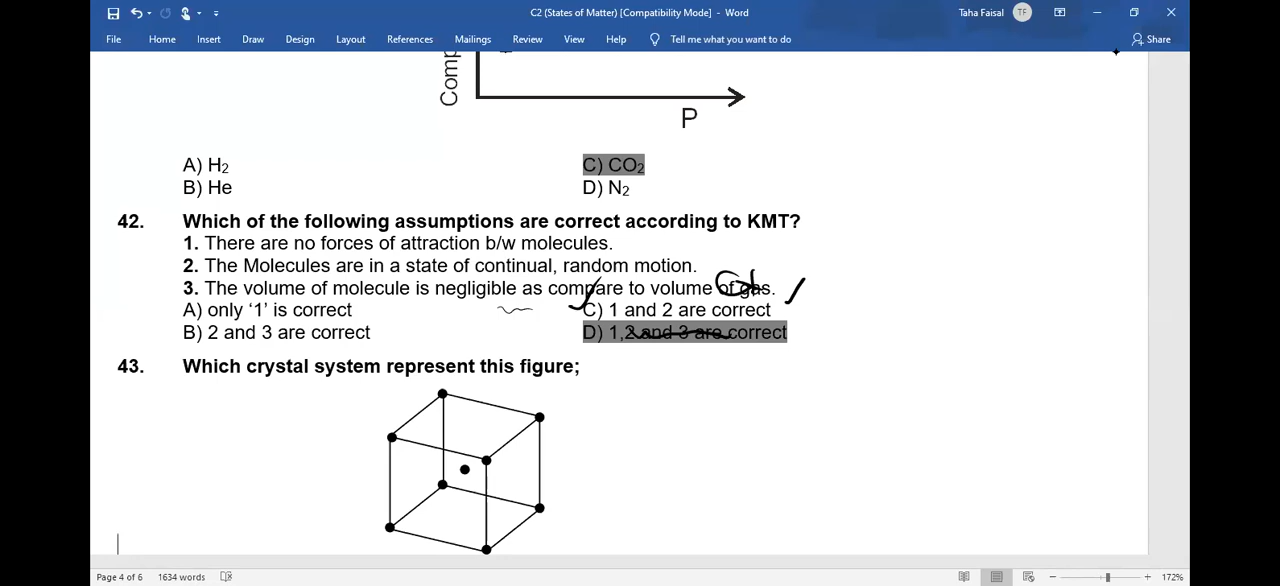 C2 (States of Matter) [Compatibility Mode] - Word
Taha Faisal
TF
File Home Insert Draw Design Layout References Mailings Review View Help Tell me what you want to do
Share
Comp
P
A) H2
C) CO2
B) He
D) N2
42. Which of the following assumptions are correct according to KMT?
1. There are no forces of attraction b/w molecules.
2. The Molecules are in a state of continual, random motion.
3. The volume of molecule is negligible as compare to volume of gas.
A) only ‘1’ is correct
C) 1 and 2 are correct
B) 2 and 3 are correct
D) 1,2 and 3 are correct
43. Which crystal system represent this figure;
Page 4 of 6 1634 words
172%